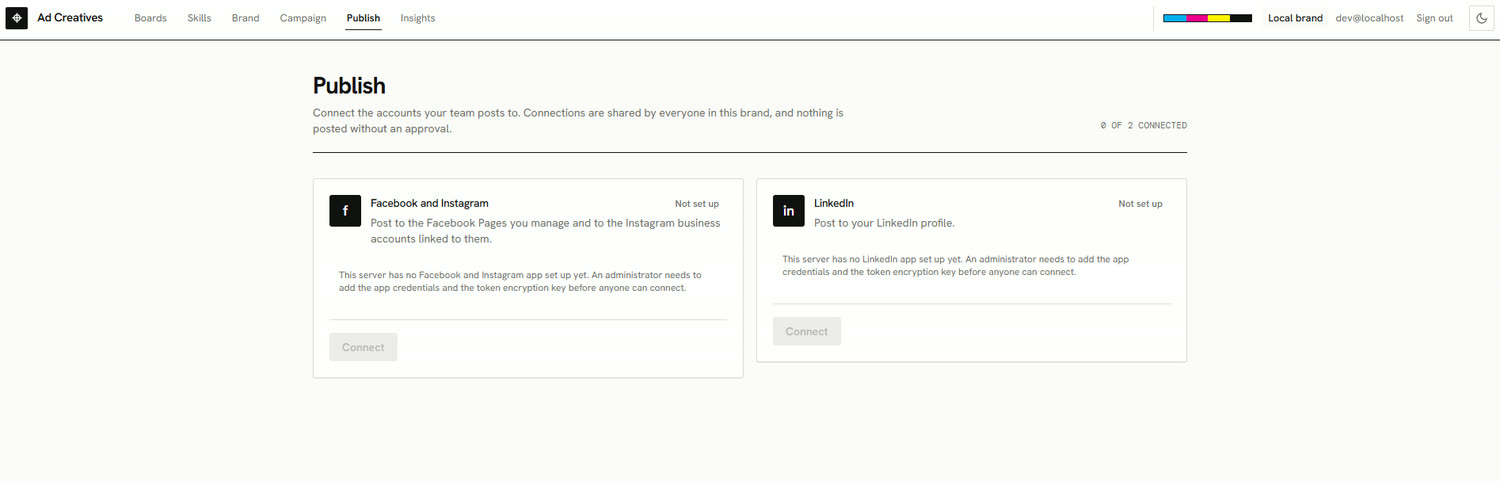 Ad Creatives Boards Skills Brand Campaign Publish Insights Local brand dev@localhost Sign out
Publish
Connect the accounts your team posts to. Connections are shared by everyone in this brand, and nothing is
posted without an approval.
0 OF 2 CONNECTED
f Facebook and Instagram Not set up
Post to the Facebook Pages you manage and to the Instagram business
accounts linked to them.
This server has no Facebook and Instagram app set up yet. An administrator needs to
add the app credentials and the token encryption key before anyone can connect.
Connect
in LinkedIn Not set up
Post to your LinkedIn profile.
This server has no LinkedIn app set up yet. An administrator needs to add the app
credentials and the token encryption key before anyone can connect.
Connect